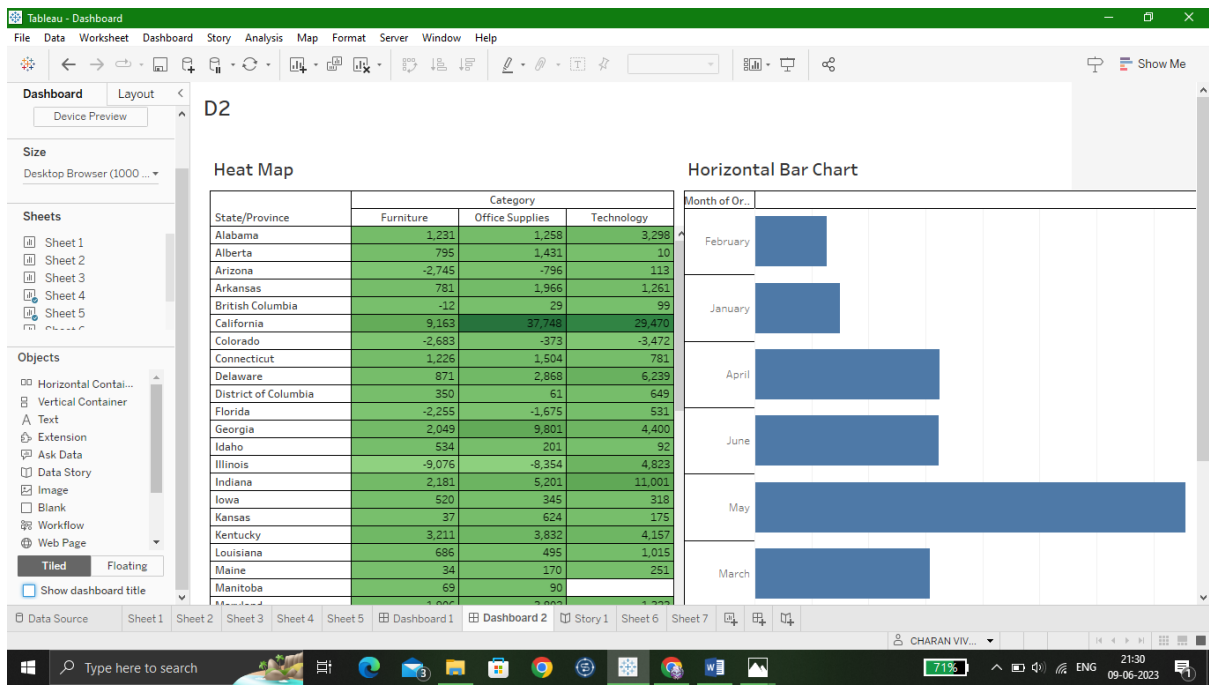 Tableau - Dashboard
File Data Worksheet Dashboard Story Analysis Map Format Server Window Help
Show Me
Dashboard Layout
Device Preview
Size
Desktop Browser (1000 ...
Sheets
Sheet 1
Sheet 2
Sheet 3
Sheet 4
Sheet 5
Objects
Horizontal Contai...
Vertical Container
Text
Extension
Ask Data
Data Story
Image
Blank
Workflow
Web Page
Tiled Floating
Show dashboard title
D2
Heat Map
Category
State/Province Furniture Office Supplies Technology
Alabama 1,231 1,258 3,298
Alberta 795 1,431 10
Arizona -2,745 -796 113
Arkansas 781 1,966 1,261
British Columbia -12 29 99
California 9,163 37,748 29,470
Colorado -2,683 -373 -3,472
Connecticut 1,226 1,504 781
Delaware 871 2,868 6,239
District of Columbia 350 61 649
Florida -2,255 -1,675 531
Georgia 2,049 9,801 4,400
Idaho 534 201 92
Illinois -9,076 -8,354 4,823
Indiana 2,181 5,201 11,001
Iowa 520 345 318
Kansas 37 624 175
Kentucky 3,211 3,832 4,157
Louisiana 686 495 1,015
Maine 34 170 251
Manitoba 69 90
Horizontal Bar Chart
Month of Or..
February
January
April
June
May
March
Data Source Sheet 1 Sheet 2 Sheet 3 Sheet 4 Sheet 5 Dashboard 1 Dashboard 2 Story 1 Sheet 6 Sheet 7
CHARAN VIV...
Type here to search
3
71%
ENG
21:30
09-06-2023
1